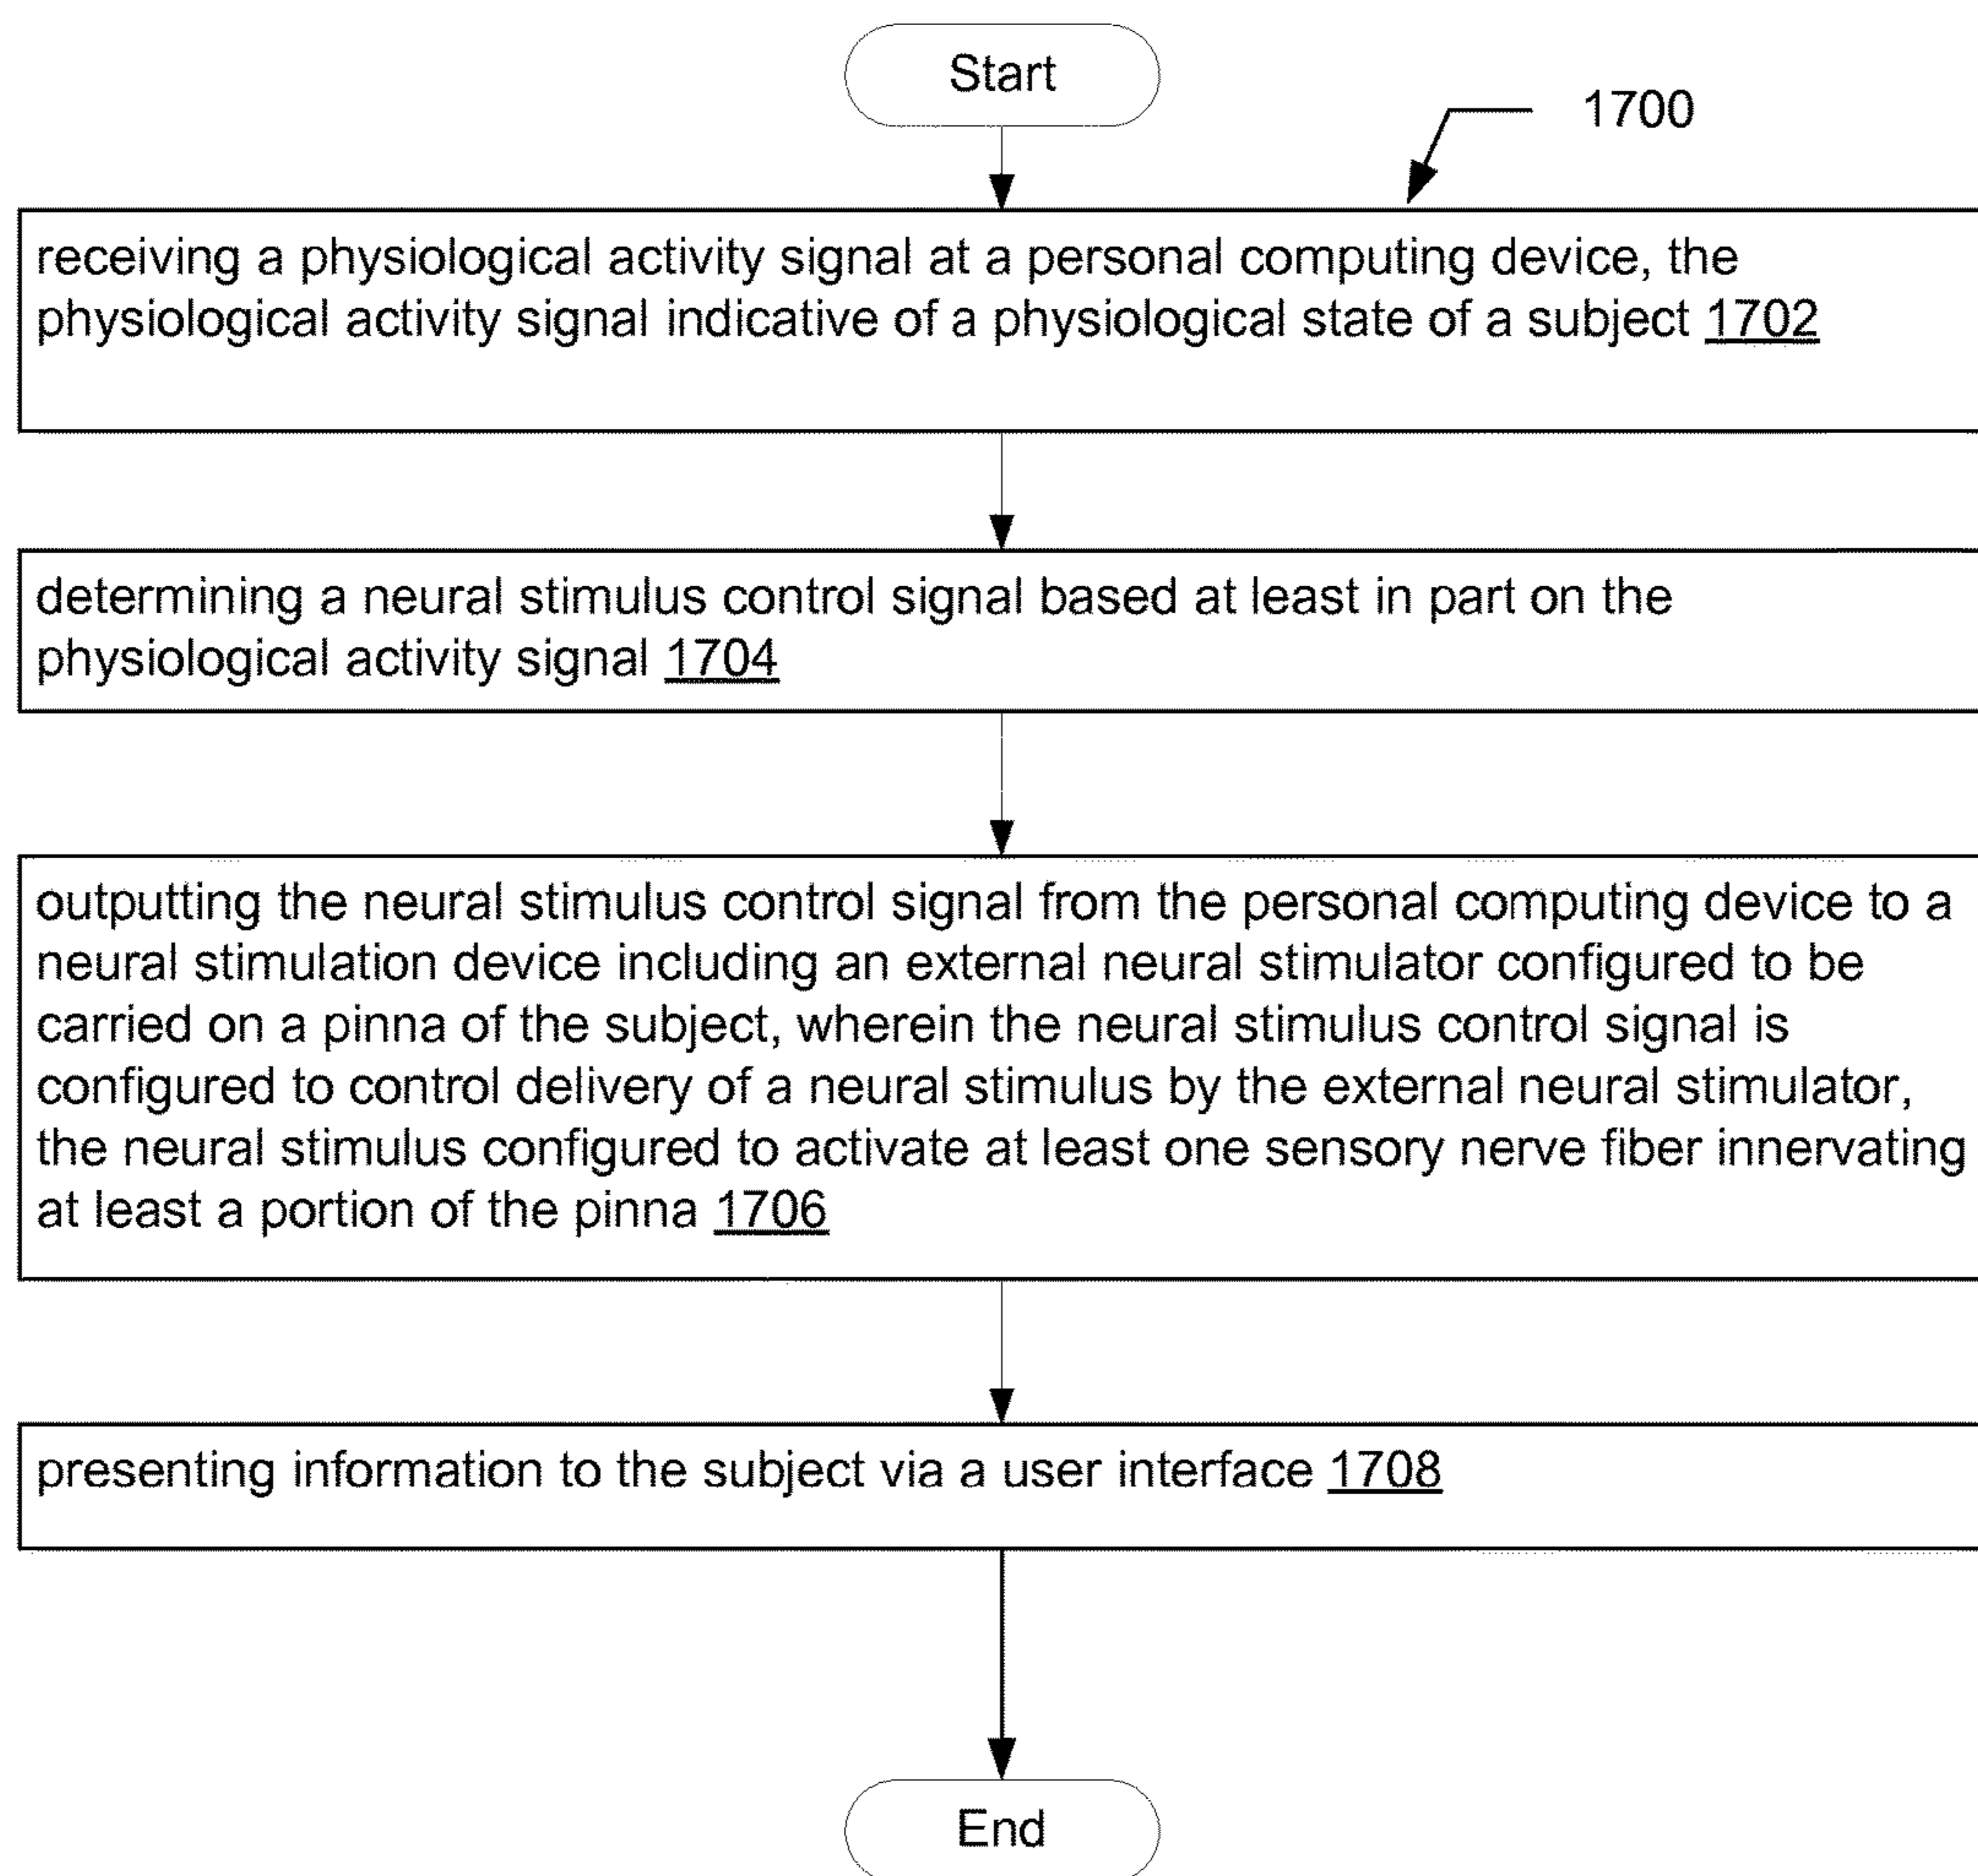 Start
1700
receiving a physiological activity signal at a personal computing device, the
physiological activity signal indicative of a physiological state of a subject 1702
determining a neural stimulus control signal based at least in part on the
physiological activity signal 1704
outputting the neural stimulus control signal from the personal computing device to a
neural stimulation device including an external neural stimulator configured to be
carried on a pinna of the subject, wherein the neural stimulus control signal is
configured to control delivery of a neural stimulus by the external neural stimulator,
the neural stimulus configured to activate at least one sensory nerve fiber innervating
at least a portion of the pinna 1706
presenting information to the subject via a user interface 1708
End